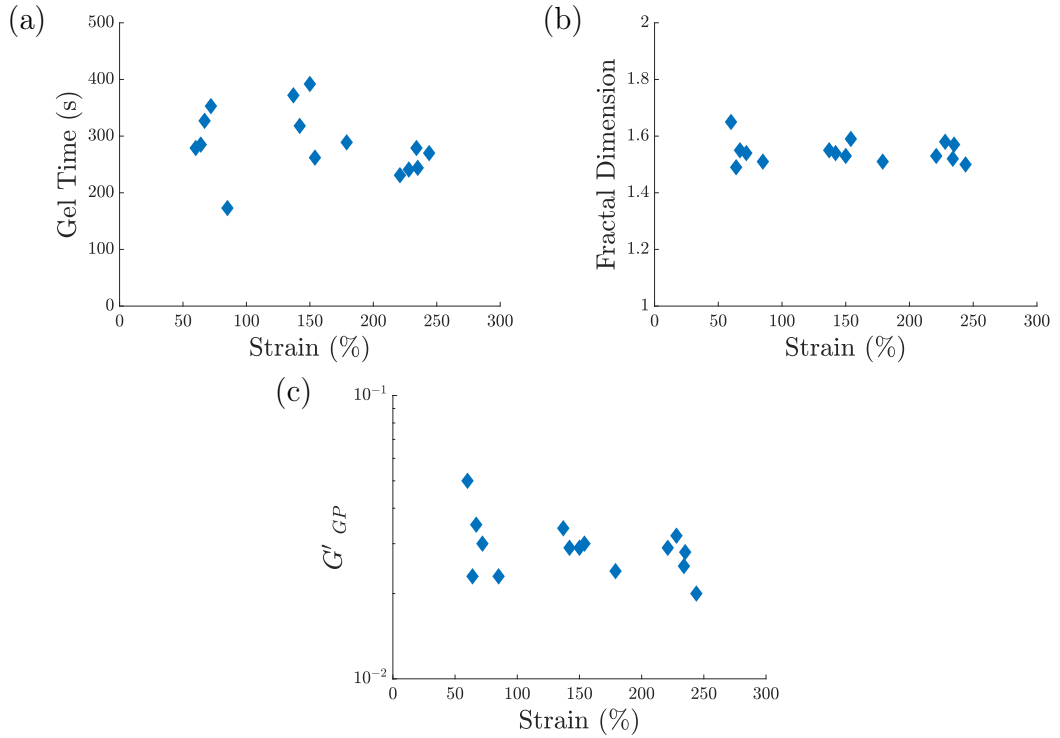 (a)
500
400
300
200
100
0
Gel Time (s)
0 50 100 150 200 250 300
Strain (%)
(b)
2
1.8
1.6
1.4
1.2
1
Fractal Dimension
0 50 100 150 200 250 300
Strain (%)
(c)
10⁻¹
10⁻²
G' GP
0 50 100 150 200 250 300
Strain (%)